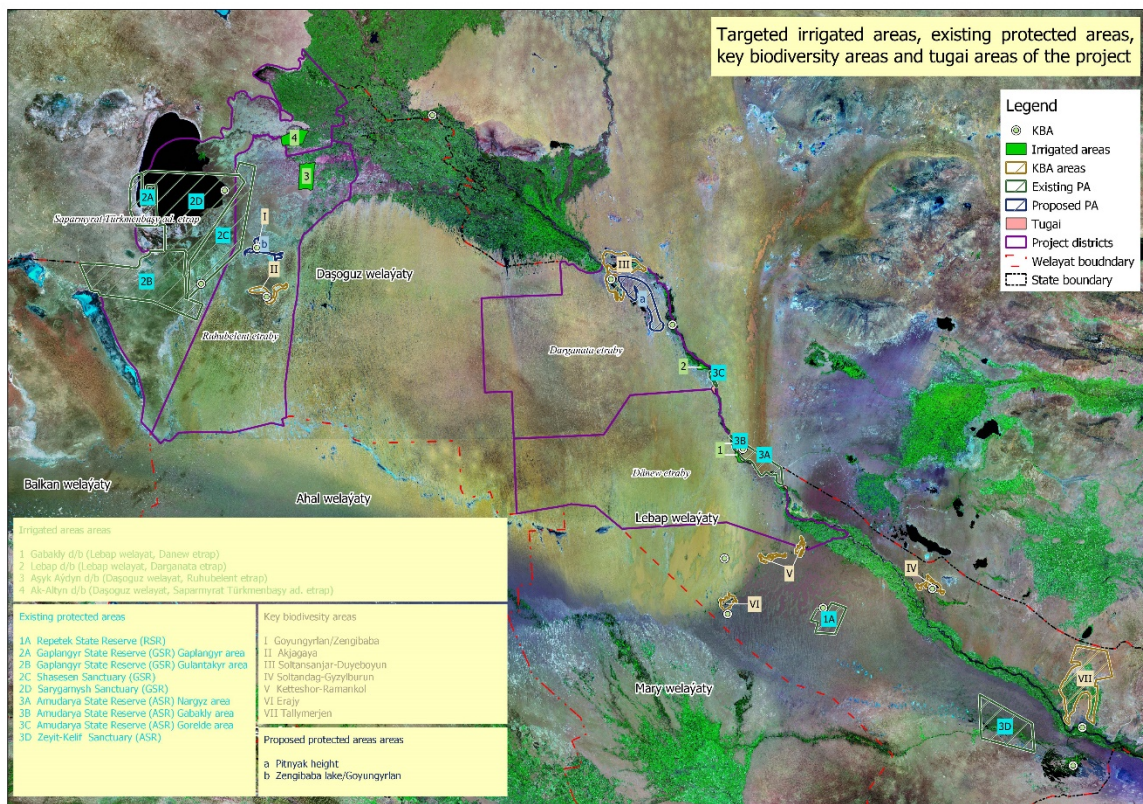 Targeted irrigated areas, existing protected areas,
key biodiversity areas and tugai areas of the project
Legend
KBA
Irrigated areas
KBA areas
Existing PA
Proposed PA
Tugai
Project districts
Welayat boudndary
State boundary
4
3
2A
2D
I
Saparmyrat Türkmenbaşy ad. etrap
2C
b
II
2B
Daşoguz welaýaty
III
a
Ruhubelent etraby
Darganata etraby
2
3C
3B
1
3A
Dänew etraby
Balkan welaýaty
Ahal welaýaty
Lebap welaýaty
V
IV
VI
1A
Mary welaýaty
VII
3D
Irrigated areas areas
1 Gabakly d/b (Lebap welayat, Danew etrap)
2 Lebap d/b (Lebap welayat, Darganata etrap)
3 Aşyk Aýdyn d/b (Daşoguz welayat, Ruhubelent etrap)
4 Ak-Altyn d/b (Daşoguz welayat, Saparmyrat Türkmenbaşy ad. etrap)
Existing protected areas
1A Repetek State Reserve (RSR)
2A Gaplangyr State Reserve (GSR) Gaplangyr area
2B Gaplangyr State Reserve (GSR) Gulantakyr area
2C Shasesen Sanctuary (GSR)
2D Sarygamysh Sanctuary (GSR)
3A Amudarya State Reserve (ASR) Nargyz area
3B Amudarya State Reserve (ASR) Gabakly area
3C Amudarya State Reserve (ASR) Gorelde area
3D Zeyit-Kelif Sanctuary (ASR)
Key biodiversity areas
I Goyungyrlan/Zengibaba
II Akjagaya
III Soltansanjar-Duyeboyun
IV Soltandag-Gyzylburun
V Ketteshor-Ramankol
VI Erajy
VII Tallymerjen
Proposed protected areas areas
a Pitnyak height
b Zengibaba lake/Goyungyrlan